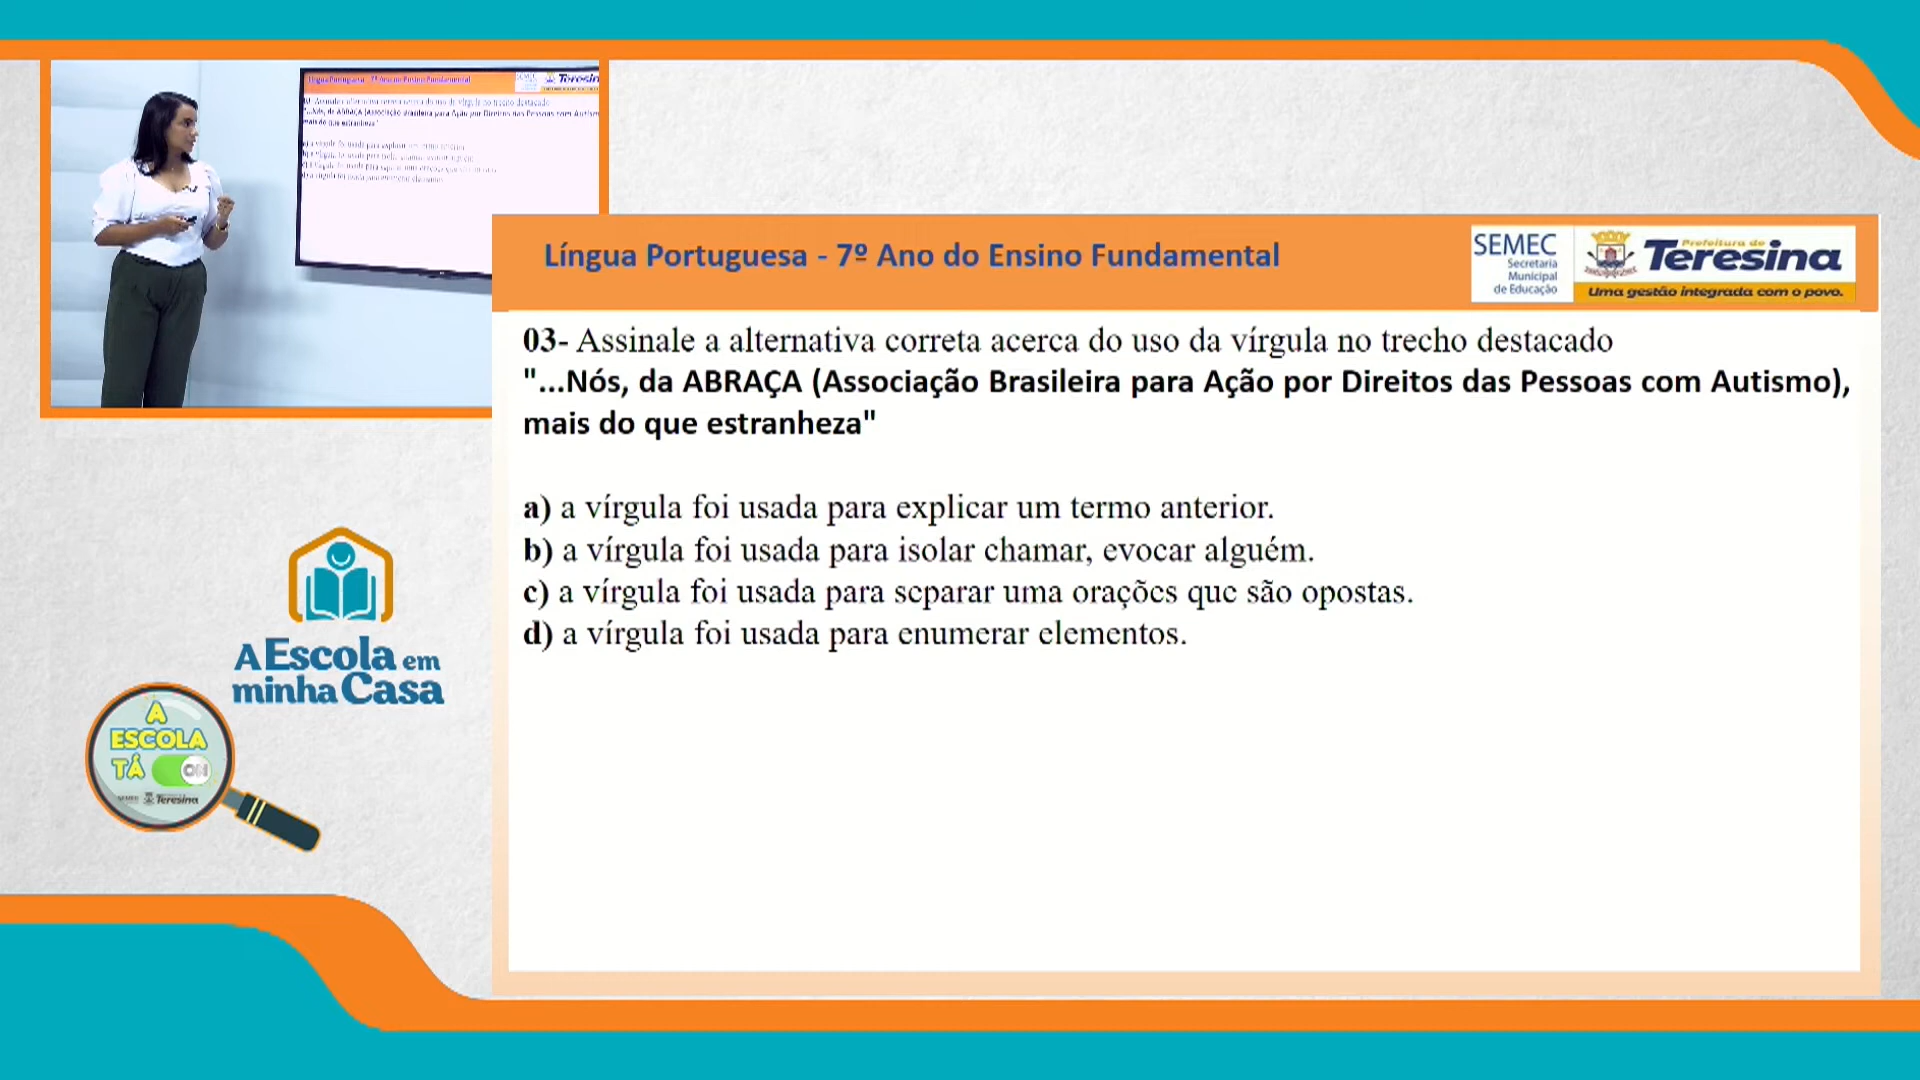 Língua Portuguesa - 7º Ano do Ensino Fundamental
SEMEC
Secretaria
Municipal
de Educação
Prefeitura de
Teresina
Uma gestão integrada com o povo.
03- Assinale a alternativa correta acerca do uso da vírgula no trecho destacado
"...Nós, da ABRAÇA (Associação Brasileira para Ação por Direitos das Pessoas com Autismo),
mais do que estranheza"
a) a vírgula foi usada para explicar um termo anterior.
b) a vírgula foi usada para isolar chamar, evocar alguém.
c) a vírgula foi usada para separar uma orações que são opostas.
d) a vírgula foi usada para enumerar elementos.
A Escola em
minha Casa
A
ESCOLA
TÁ ON
SEMEC Teresina